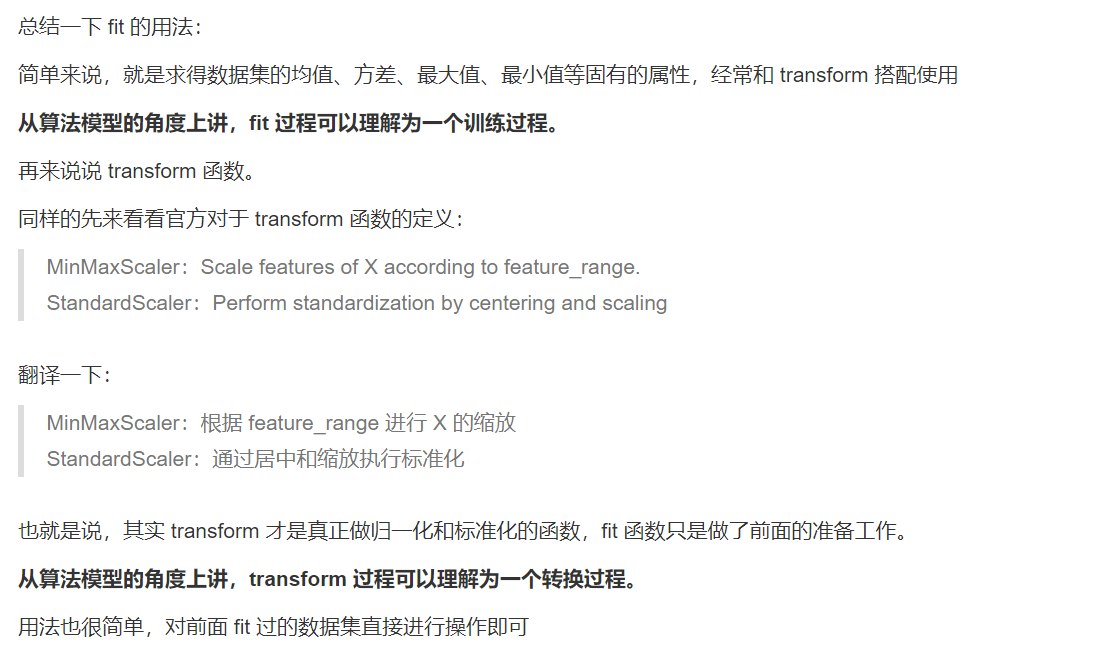 总结一下 fit 的用法：
简单来说，就是求得数据集的均值、方差、最大值、最小值等固有的属性，经常和 transform 搭配使用
从算法模型的角度上讲，fit 过程可以理解为一个训练过程。
再来说说 transform 函数。
同样的先来看看官方对于 transform 函数的定义：
MinMaxScaler：Scale features of X according to feature_range.
StandardScaler：Perform standardization by centering and scaling
翻译一下：
MinMaxScaler：根据 feature_range 进行 X 的缩放
StandardScaler：通过居中和缩放执行标准化
也就是说，其实 transform 才是真正做归一化和标准化的函数，fit 函数只是做了前面的准备工作。
从算法模型的角度上讲，transform 过程可以理解为一个转换过程。
用法也很简单，对前面 fit 过的数据集直接进行操作即可